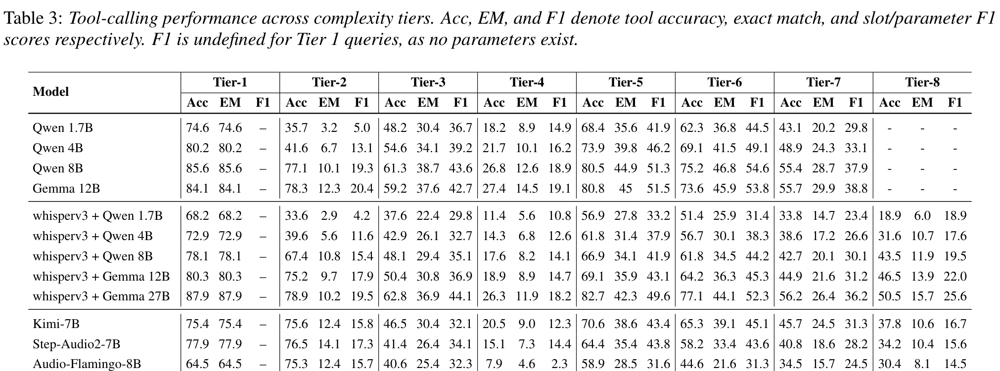 Table 3: Tool-calling performance across complexity tiers. Acc, EM, and F1 denote tool accuracy, exact match, and slot/parameter F1
scores respectively. F1 is undefined for Tier 1 queries, as no parameters exist.
Model Tier-1 Tier-2 Tier-3 Tier-4 Tier-5 Tier-6 Tier-7 Tier-8
Acc EM F1 Acc EM F1 Acc EM F1 Acc EM F1 Acc EM F1 Acc EM F1 Acc EM F1 Acc EM F1
Qwen 1.7B 74.6 74.6 – 35.7 3.2 5.0 48.2 30.4 36.7 18.2 8.9 14.9 68.4 35.6 41.9 62.3 36.8 44.5 43.1 20.2 29.8 - - -
Qwen 4B 80.2 80.2 – 41.6 6.7 13.1 54.6 34.1 39.2 21.7 10.1 16.2 73.9 39.8 46.2 69.1 41.5 49.1 48.9 24.3 33.1 - - -
Qwen 8B 85.6 85.6 – 77.1 10.1 19.3 61.3 38.7 43.6 26.8 12.6 18.9 80.5 44.9 51.3 75.2 46.8 54.6 55.4 28.7 37.9 - - -
Gemma 12B 84.1 84.1 – 78.3 12.3 20.4 59.2 37.6 42.7 27.4 14.5 19.1 80.8 45 51.5 73.6 45.9 53.8 55.7 29.9 38.8 - - -
whisperv3 + Qwen 1.7B 68.2 68.2 – 33.6 2.9 4.2 37.6 22.4 29.8 11.4 5.6 10.8 56.9 27.8 33.2 51.4 25.9 31.4 33.8 14.7 23.4 18.9 6.0 18.9
whisperv3 + Qwen 4B 72.9 72.9 – 39.6 5.6 11.6 42.9 26.1 32.7 14.3 6.8 12.6 61.8 31.4 37.9 56.7 30.1 38.3 38.6 17.2 26.6 31.6 10.7 17.6
whisperv3 + Qwen 8B 78.1 78.1 – 67.4 10.8 15.4 48.1 29.4 35.1 17.6 8.2 14.1 66.9 34.1 41.9 61.8 34.5 44.2 42.7 20.1 30.1 43.5 11.9 19.5
whisperv3 + Gemma 12B 80.3 80.3 – 75.2 9.7 17.9 50.4 30.8 36.9 18.9 8.9 14.7 69.1 35.9 43.1 64.2 36.3 45.3 44.9 21.6 31.2 46.5 13.9 22.0
whisperv3 + Gemma 27B 87.9 87.9 – 78.9 10.2 19.5 62.8 36.9 44.1 26.3 11.9 18.2 82.7 42.3 49.6 77.1 44.1 52.3 56.2 26.4 36.2 50.5 15.7 25.6
Kimi-7B 75.4 75.4 – 75.6 12.4 15.8 46.5 30.4 32.1 20.5 9.0 12.3 70.6 38.6 43.4 65.3 39.1 45.1 45.7 24.5 31.3 37.8 10.6 16.7
Step-Audio2-7B 77.9 77.9 – 76.5 14.1 17.3 41.4 26.4 34.1 15.1 7.3 14.4 64.4 35.4 43.8 58.2 33.4 43.6 40.8 18.6 28.2 34.2 10.4 15.6
Audio-Flamingo-8B 64.5 64.5 – 75.3 12.4 15.7 40.6 25.4 32.3 7.9 4.6 2.3 58.9 28.5 31.6 44.6 21.6 31.3 34.5 15.7 24.5 30.4 8.1 14.5